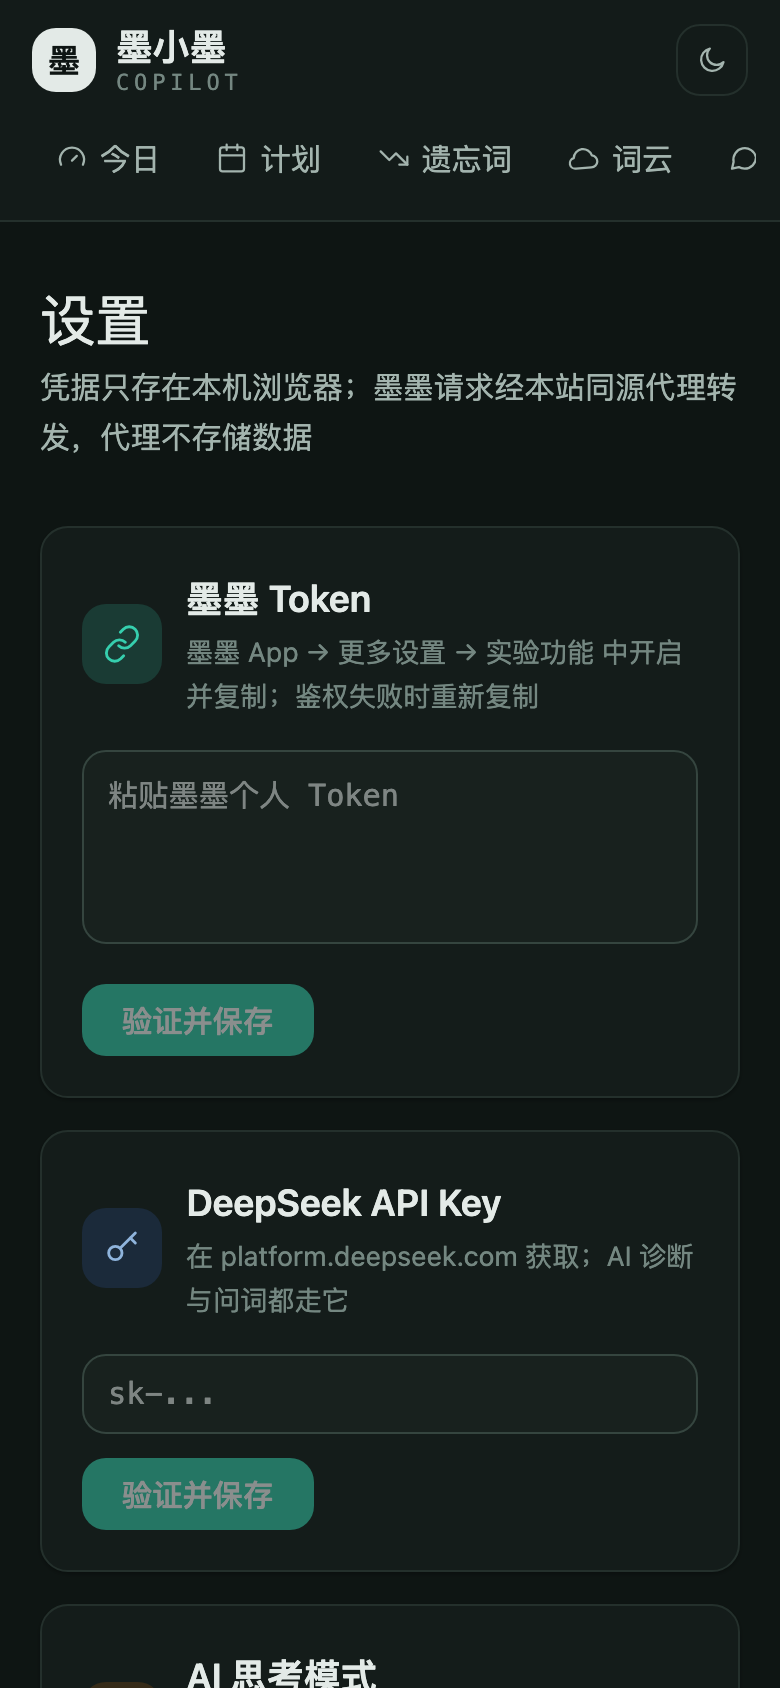 墨
墨小墨
COPILOT
今日
计划
遗忘词
词云
设置
凭据只存在本机浏览器；墨墨请求经本站同源代理转
发，代理不存储数据
墨墨 Token
墨墨 App → 更多设置 → 实验功能 中开启
并复制；鉴权失败时重新复制
粘贴墨墨个人 Token
验证并保存
DeepSeek API Key
在 platform.deepseek.com 获取；AI 诊断
与问词都走它
sk-...
验证并保存
AI 思考模式